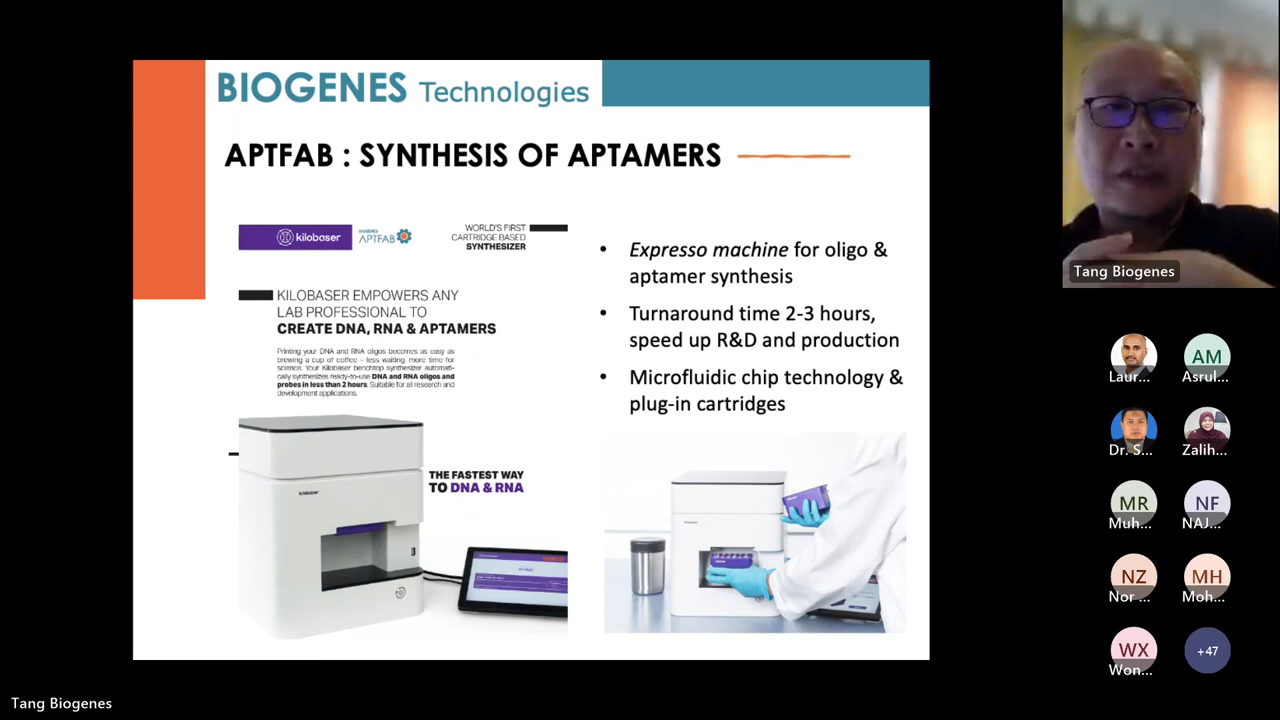 BIOGENES Technologies
APTFAB : SYNTHESIS OF APTAMERS
kilobaser
APTFAB
WORLD'S FIRST
CARTRIDGE BASED
SYNTHESIZER
KILOBASER EMPOWERS ANY
LAB PROFESSIONAL TO
CREATE DNA, RNA & APTAMERS
Printing your DNA and RNA oligos becomes as easy as
brewing a cup of coffee – less waiting, more time for
science. Your Kilobaser benchtop synthesizer automati-
cally synthesizes ready-to-use DNA and RNA oligos and
probes in less than 2 hours. Suitable for all research and
development applications.
kilobaser
THE FASTEST WAY
TO DNA & RNA
• Expresso machine for oligo &
aptamer synthesis
• Turnaround time 2-3 hours,
speed up R&D and production
• Microfluidic chip technology &
plug-in cartridges
Tang Biogenes
Laur...
AM
Asrul...
Dr. S...
Zalih...
MR
Muh...
NF
NAJ...
NZ
Nor ...
MH
Moh...
WX
Won...
+47
Tang Biogenes